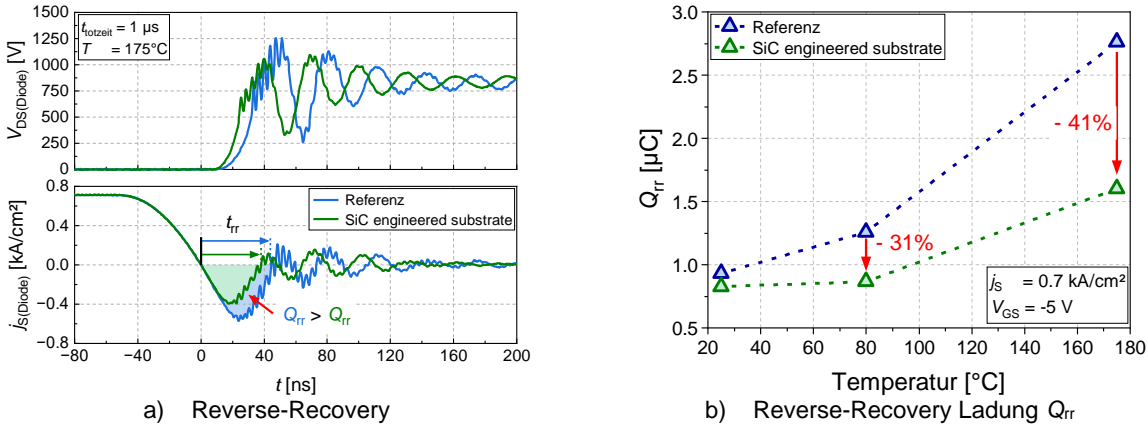 t_totzeit = 1 µs
T = 175°C
1500
1250
1000
750
500
250
0
V_DS(Diode) [V]
Referenz
SiC engineered substrate
t_rr
Q_rr > Q_rr
0.8
0.4
0.0
−0.4
−0.8
j_S(Diode) [kA/cm²]
−80 −40 0 40 80 120 160 200
t [ns]
a) Reverse-Recovery
Referenz
SiC engineered substrate
- 41%
- 31%
j_S = 0.7 kA/cm²
V_GS = -5 V
3.0
2.5
2.0
1.5
1.0
0.5
Q_rr [µC]
20 40 60 80 100 120 140 160 180
Temperatur [°C]
b) Reverse-Recovery Ladung Q_rr